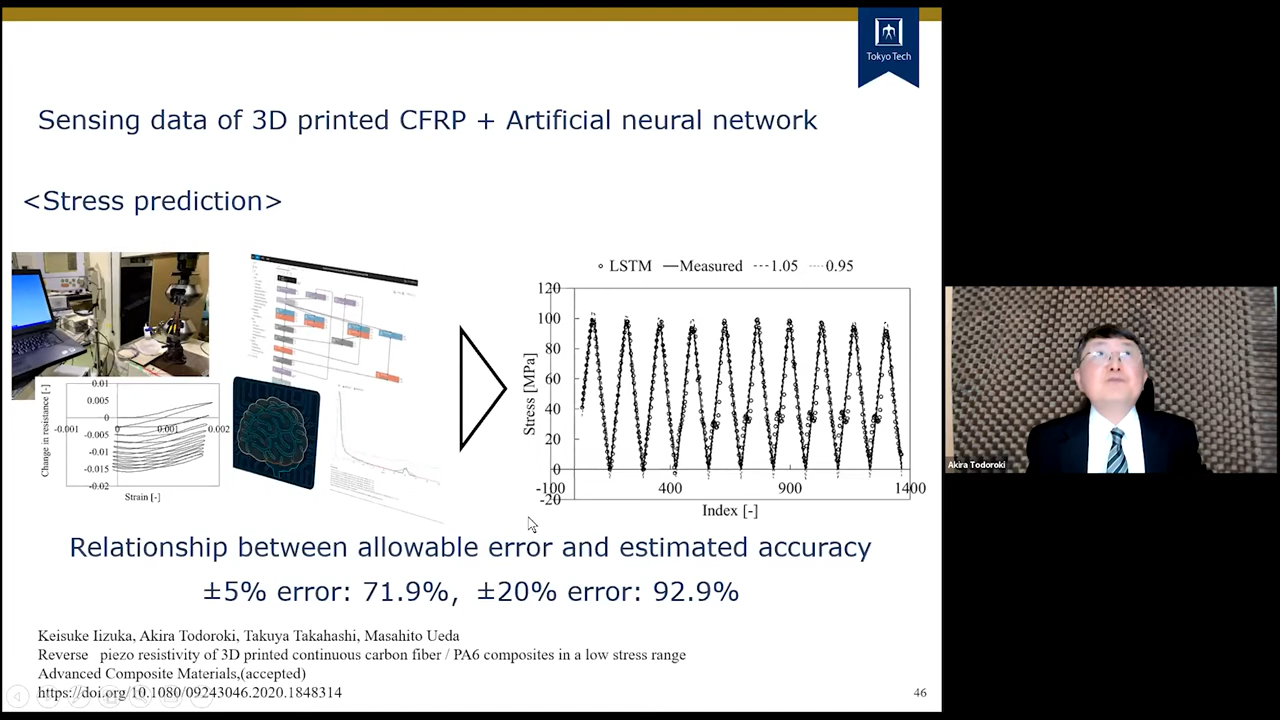 Tokyo Tech
Sensing data of 3D printed CFRP + Artificial neural network
<Stress prediction>
LSTM Measured 1.05 0.95
120
100
80
60
40
20
0
-20
Stress [MPa]
-100 400 900 1400
Index [-]
0.01
0.005
0
-0.005
-0.01
-0.015
-0.02
-0.001 0 0.001 0.002
Change in resistance [-]
Strain [-]
Akira Todoroki
Relationship between allowable error and estimated accuracy
±5% error: 71.9%, ±20% error: 92.9%
Keisuke Iizuka, Akira Todoroki, Takuya Takahashi, Masahito Ueda
Reverse piezo resistivity of 3D printed continuous carbon fiber / PA6 composites in a low stress range
Advanced Composite Materials,(accepted)
https://doi.org/10.1080/09243046.2020.1848314
46